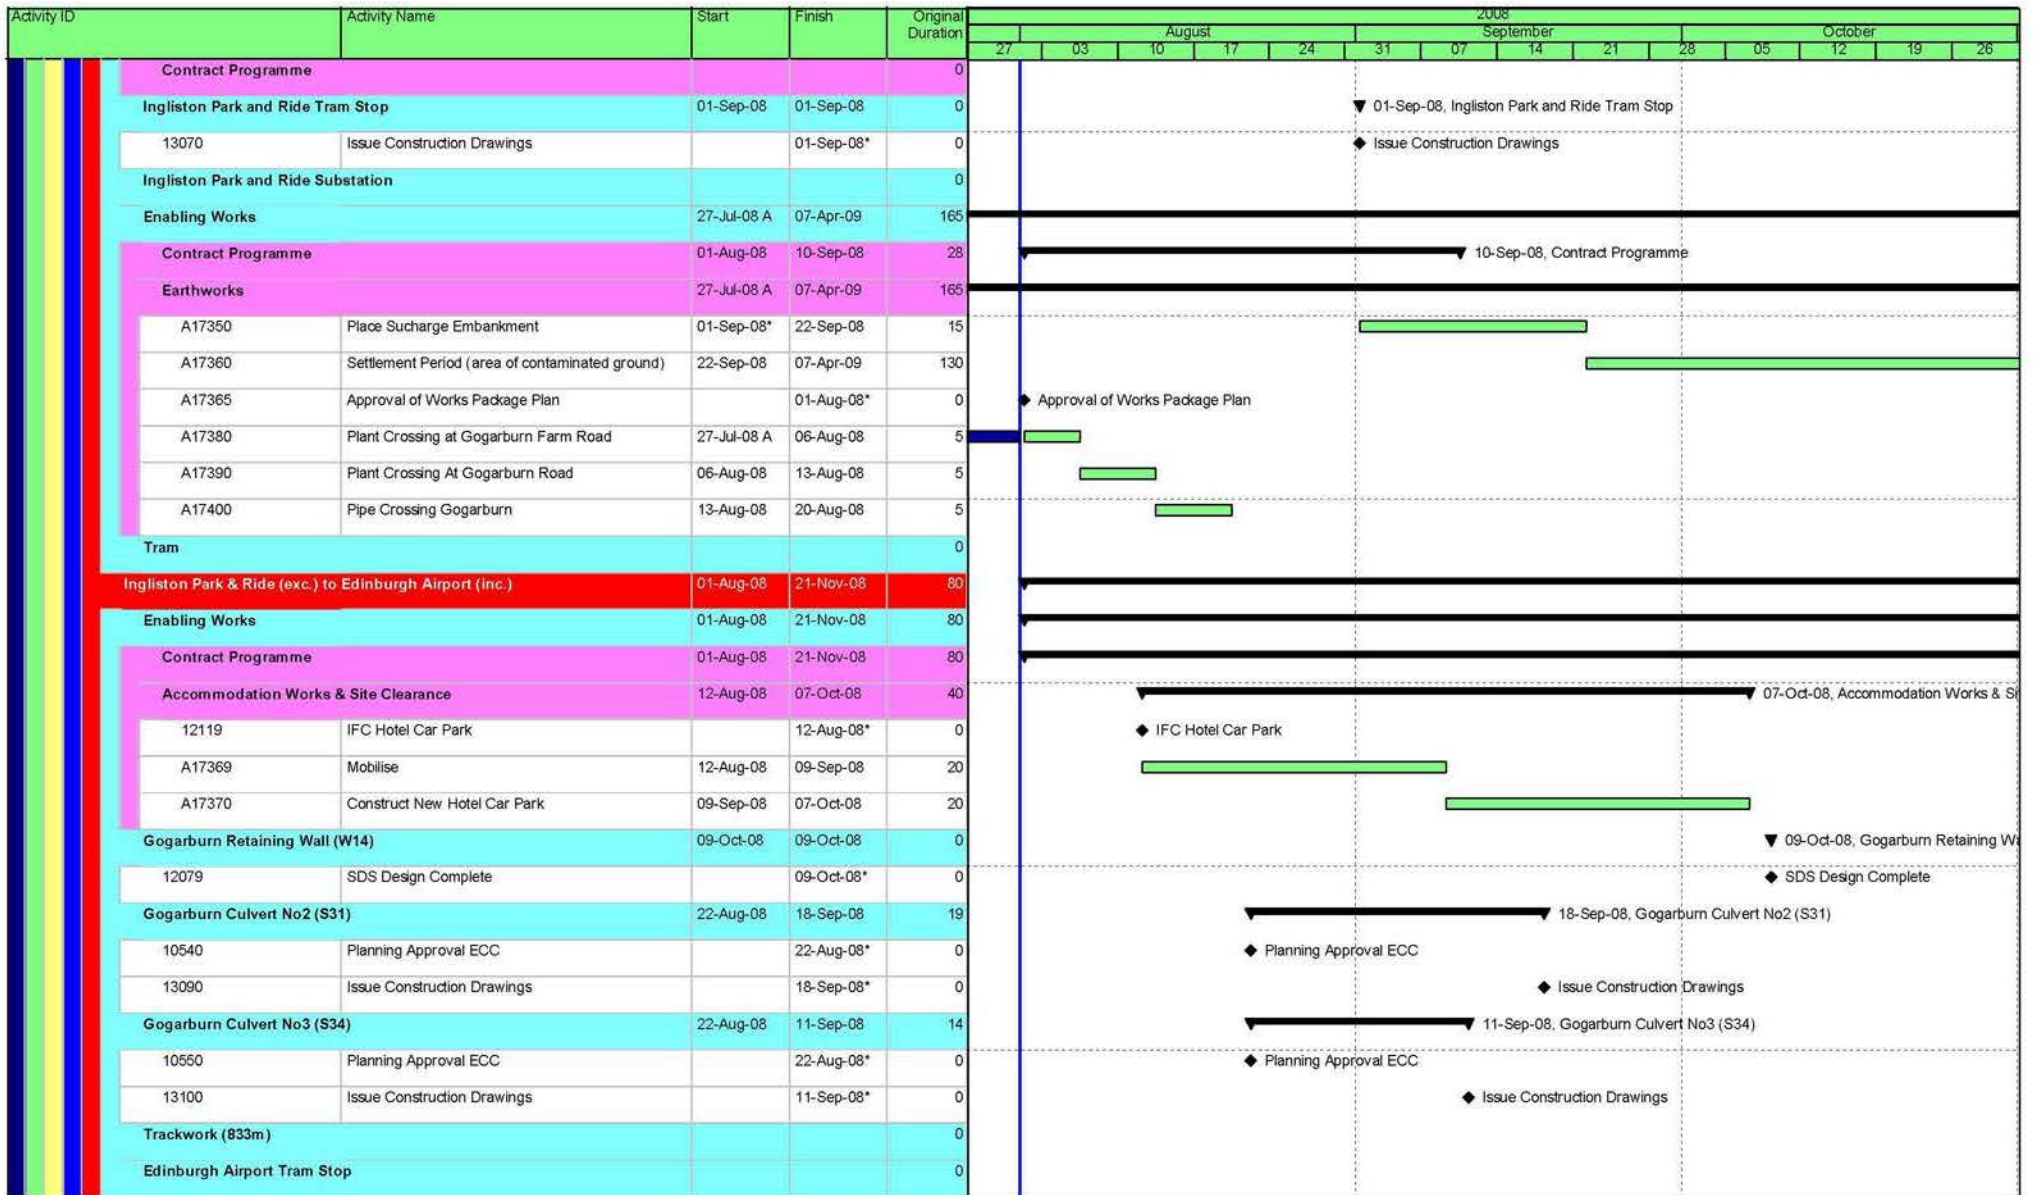 Activity ID Activity Name Start Finish Original Duration 2008
August September October
27 03 10 17 24 31 07 14 21 28 05 12 19 26
Contract Programme 0
Ingliston Park and Ride Tram Stop 01-Sep-08 01-Sep-08 0 01-Sep-08, Ingliston Park and Ride Tram Stop
13070 Issue Construction Drawings 01-Sep-08* 0 Issue Construction Drawings
Ingliston Park and Ride Substation 0
Enabling Works 27-Jul-08 A 07-Apr-09 165
Contract Programme 01-Aug-08 10-Sep-08 28 10-Sep-08, Contract Programme
Earthworks 27-Jul-08 A 07-Apr-09 165
A17350 Place Sucharge Embankment 01-Sep-08* 22-Sep-08 15
A17360 Settlement Period (area of contaminated ground) 22-Sep-08 07-Apr-09 130
A17365 Approval of Works Package Plan 01-Aug-08* 0 Approval of Works Package Plan
A17380 Plant Crossing at Gogarburn Farm Road 27-Jul-08 A 06-Aug-08 5
A17390 Plant Crossing At Gogarburn Road 06-Aug-08 13-Aug-08 5
A17400 Pipe Crossing Gogarburn 13-Aug-08 20-Aug-08 5
Tram 0
Ingliston Park & Ride (exc.) to Edinburgh Airport (inc.) 01-Aug-08 21-Nov-08 80
Enabling Works 01-Aug-08 21-Nov-08 80
Contract Programme 01-Aug-08 21-Nov-08 80
Accommodation Works & Site Clearance 12-Aug-08 07-Oct-08 40 07-Oct-08, Accommodation Works & Si
12119 IFC Hotel Car Park 12-Aug-08* 0 IFC Hotel Car Park
A17369 Mobilise 12-Aug-08 09-Sep-08 20
A17370 Construct New Hotel Car Park 09-Sep-08 07-Oct-08 20
Gogarburn Retaining Wall (W14) 09-Oct-08 09-Oct-08 0 09-Oct-08, Gogarburn Retaining Wa
12079 SDS Design Complete 09-Oct-08* 0 SDS Design Complete
Gogarburn Culvert No2 (S31) 22-Aug-08 18-Sep-08 19 18-Sep-08, Gogarburn Culvert No2 (S31)
10540 Planning Approval ECC 22-Aug-08* 0 Planning Approval ECC
13090 Issue Construction Drawings 18-Sep-08* 0 Issue Construction Drawings
Gogarburn Culvert No3 (S34) 22-Aug-08 11-Sep-08 14 11-Sep-08, Gogarburn Culvert No3 (S34)
10550 Planning Approval ECC 22-Aug-08* 0 Planning Approval ECC
13100 Issue Construction Drawings 11-Sep-08* 0 Issue Construction Drawings
Trackwork (833m) 0
Edinburgh Airport Tram Stop 0